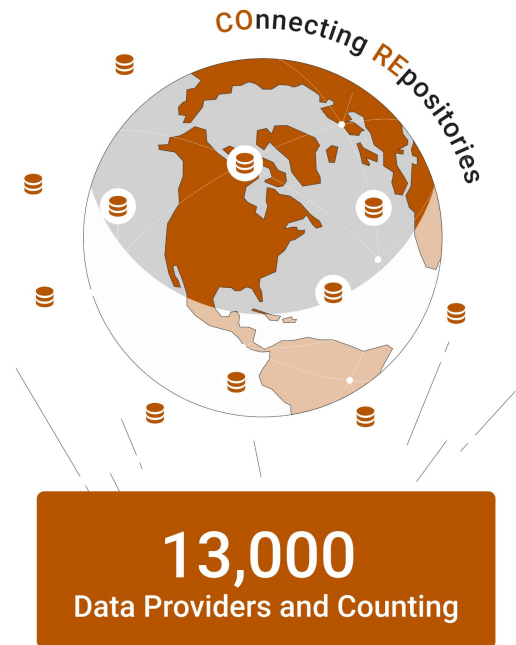 COnnecting REpositories
13,000
Data Providers and Counting